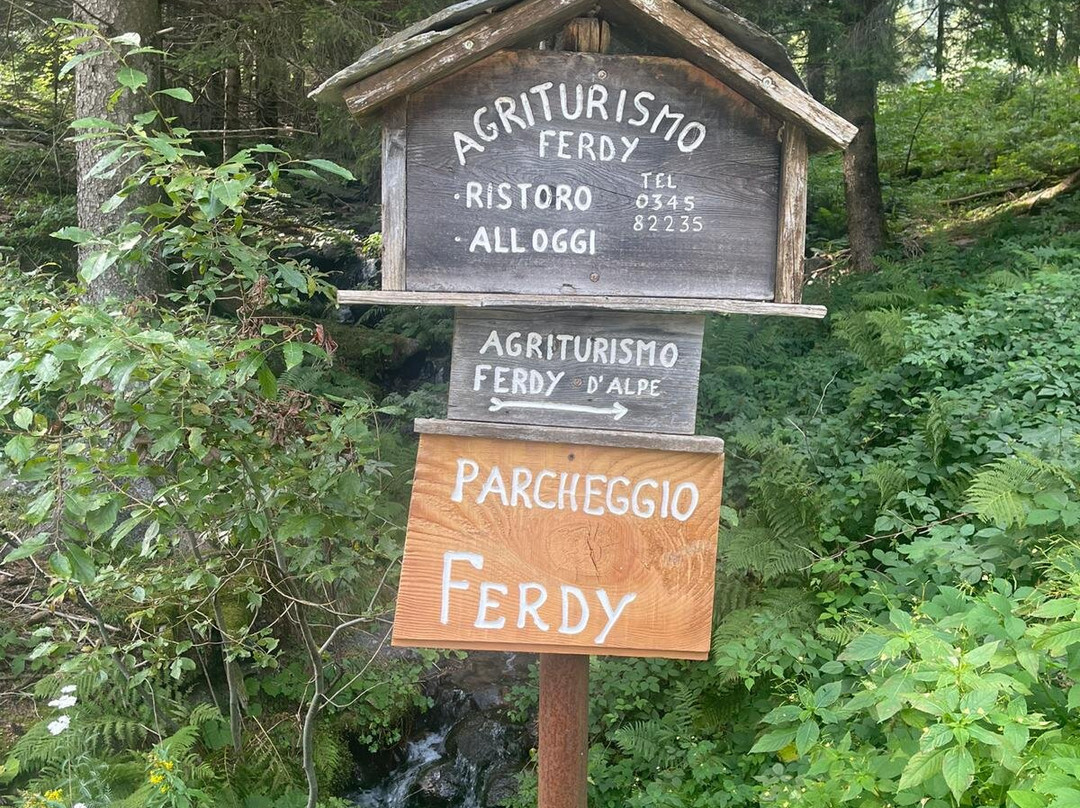 AGRITURISMO
FERDY
·RISTORO
·ALLOGGI
TEL
0345
82235
AGRITURISMO
FERDY D'ALPE
PARCHEGGIO
FERDY